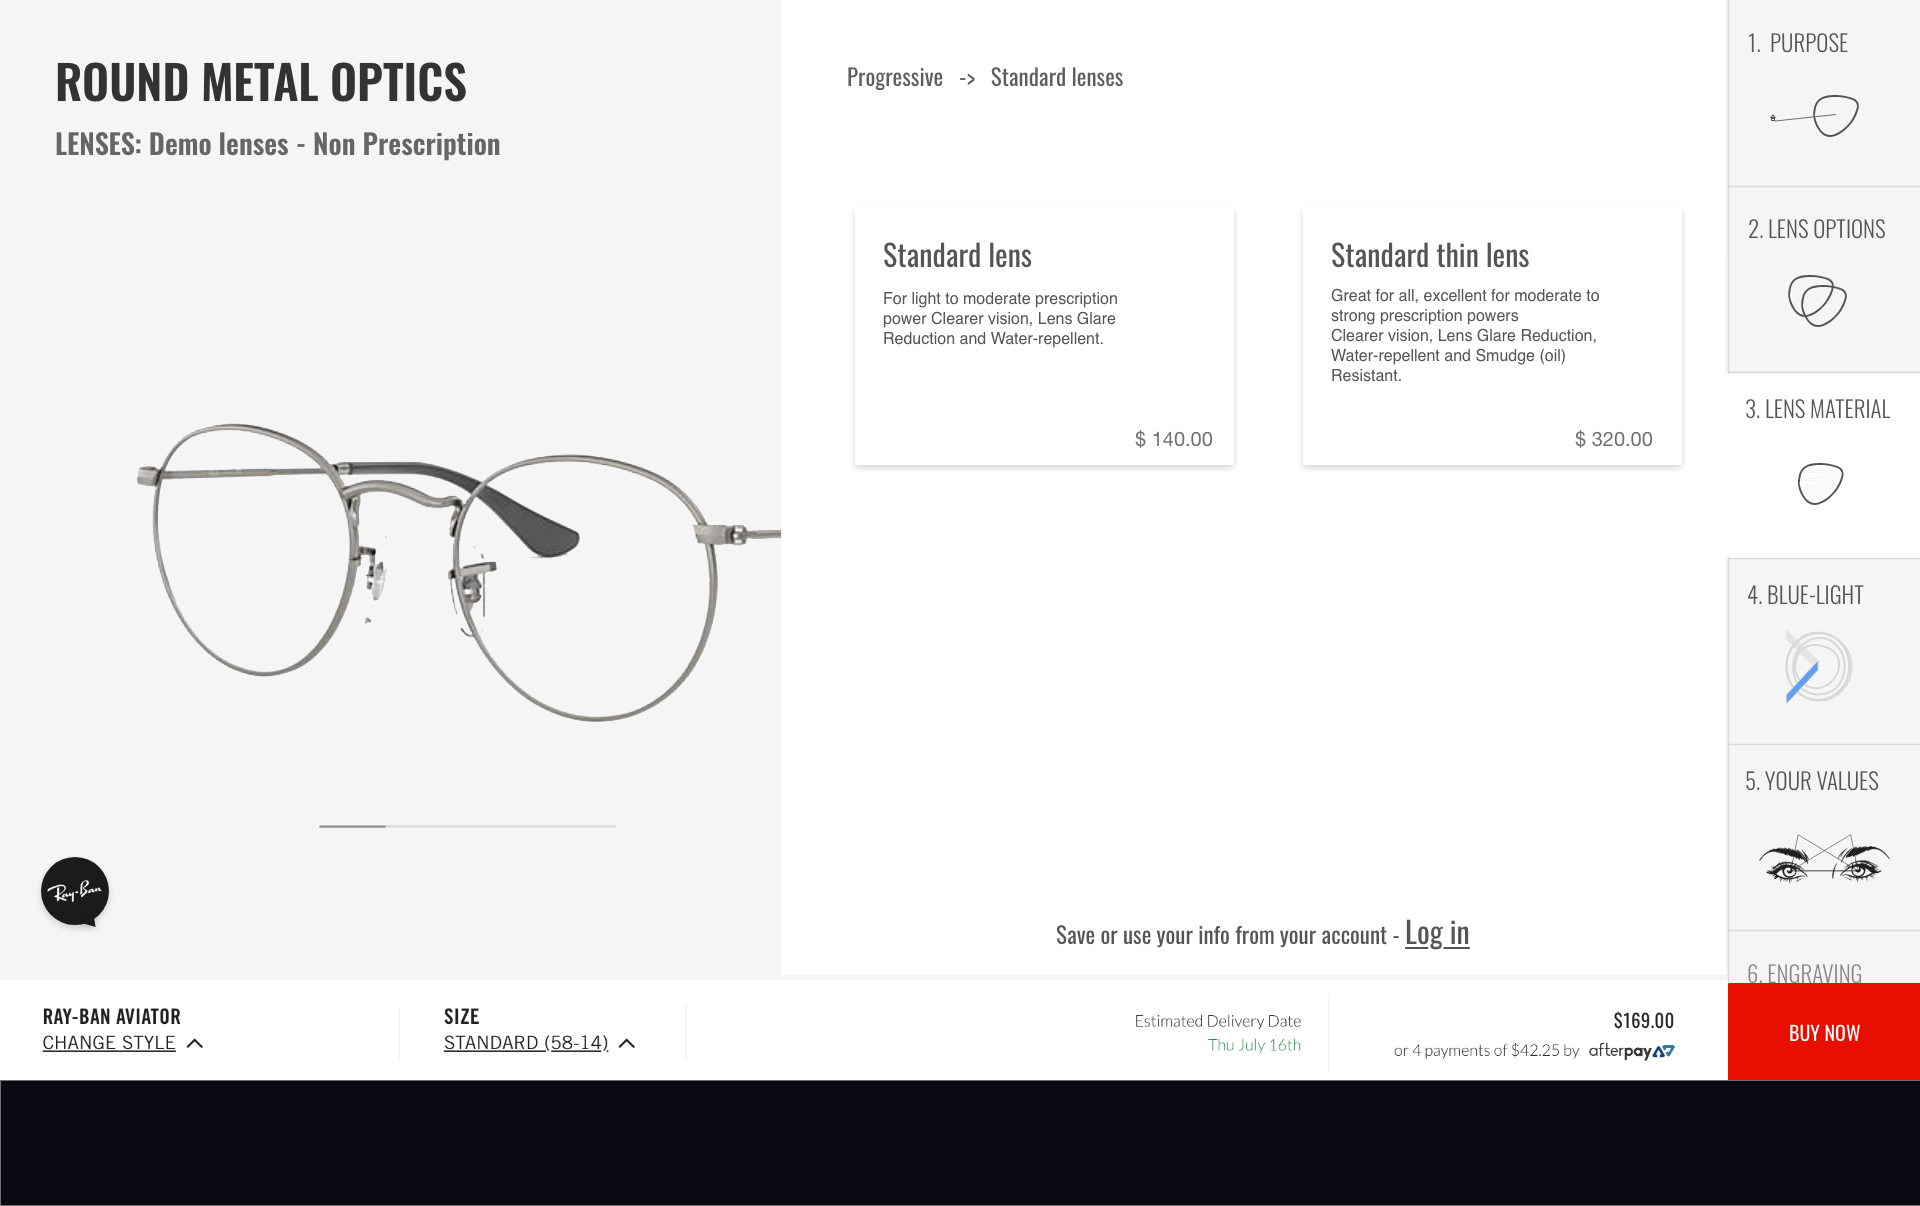 ROUND METAL OPTICS
LENSES: Demo lenses - Non Prescription
Progressive -> Standard lenses
Standard lens
For light to moderate prescription
power Clearer vision, Lens Glare
Reduction and Water-repellent.
$ 140.00
Standard thin lens
Great for all, excellent for moderate to
strong prescription powers
Clearer vision, Lens Glare Reduction,
Water-repellent and Smudge (oil)
Resistant.
$ 320.00
1. PURPOSE
2. LENS OPTIONS
3. LENS MATERIAL
4. BLUE-LIGHT
5. YOUR VALUES
6. ENGRAVING
Ray-Ban
Save or use your info from your account - Log in
RAY-BAN AVIATOR
CHANGE STYLE
SIZE
STANDARD (58-14)
Estimated Delivery Date
Thu July 16th
$169.00
or 4 payments of $42.25 by afterpay
BUY NOW